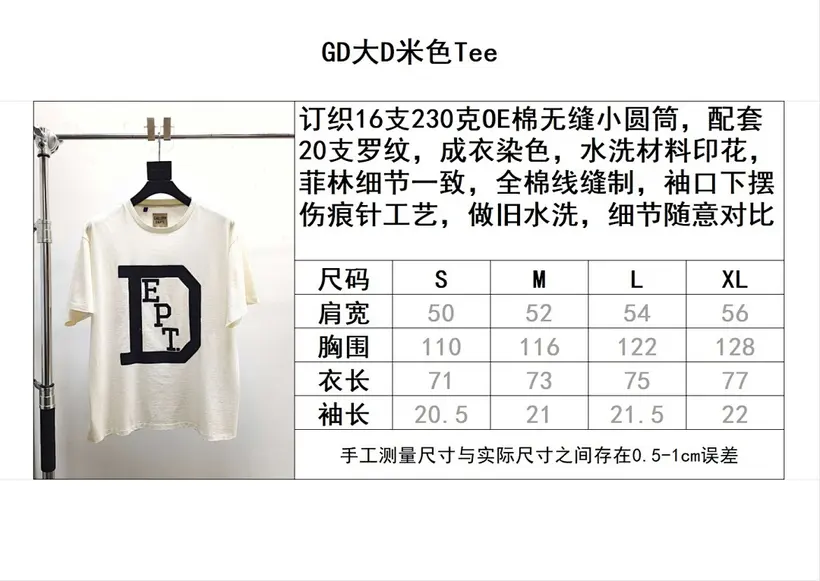 GD大D米色Tee
订织16支230克OE棉无缝小圆筒，配套
20支罗纹，成衣染色，水洗材料印花，
菲林细节一致，全棉线缝制，袖口下摆
伤痕针工艺，做旧水洗，细节随意对比
D
EPT.
尺码 S M L XL
肩宽 50 52 54 56
胸围 110 116 122 128
衣长 71 73 75 77
袖长 20.5 21 21.5 22
手工测量尺寸与实际尺寸之间存在0.5-1cm误差